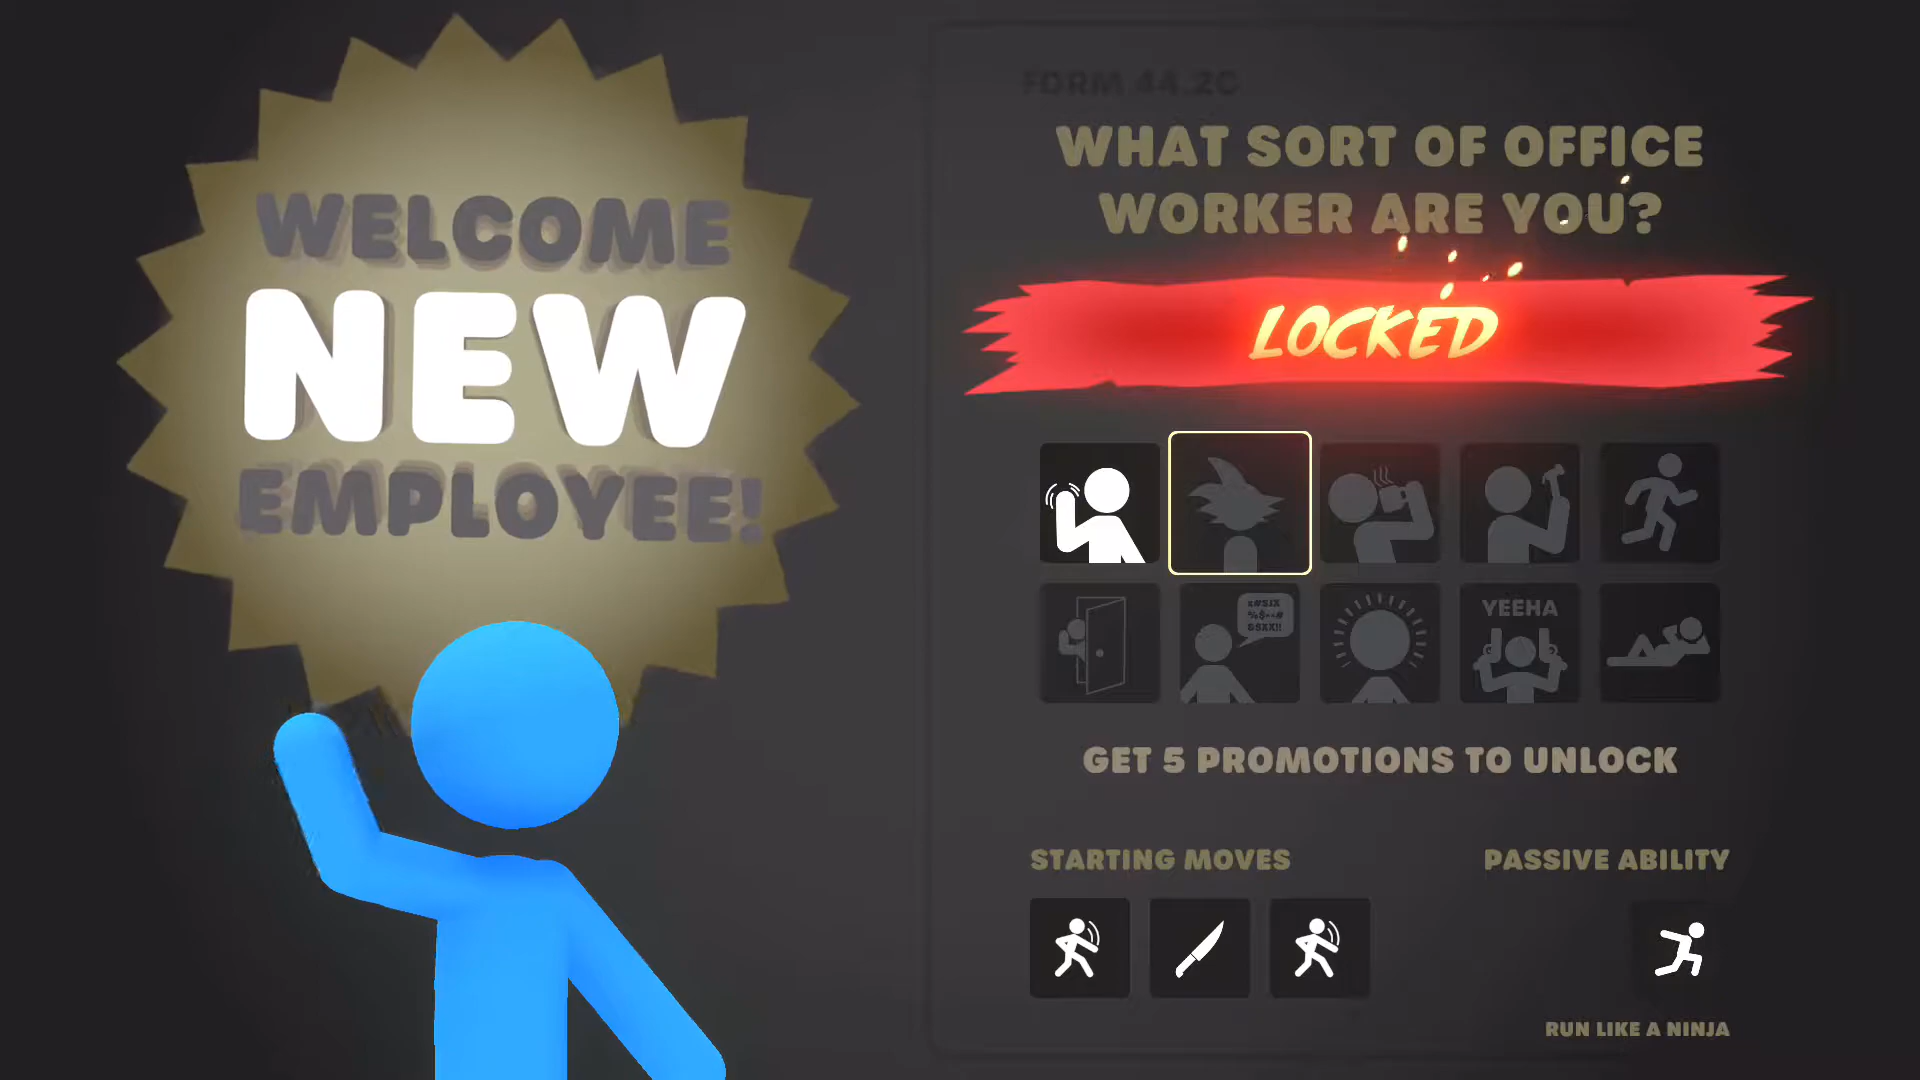 WELCOME
NEW
EMPLOYEE!
FORM 44.2C
WHAT SORT OF OFFICE
WORKER ARE YOU?
LOCKED
YEEHA
GET 5 PROMOTIONS TO UNLOCK
STARTING MOVES
PASSIVE ABILITY
RUN LIKE A NINJA